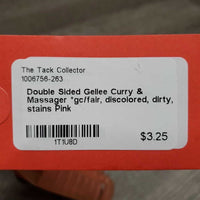 The Tack Collector
1006756-263
Double Sided Gellee Curry &
Massager *gc/fair, discolored, dirty,
stains Pink
$3.25
1T1U8D